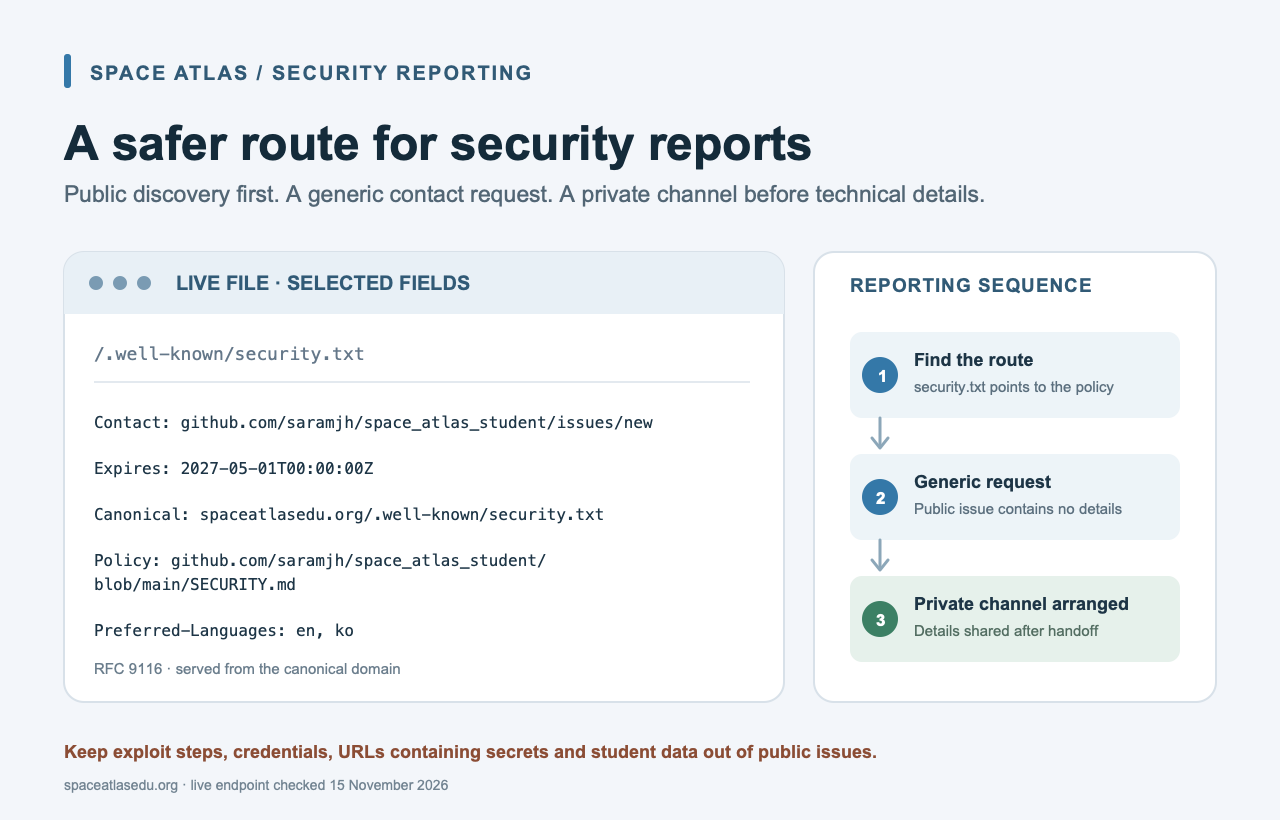 SPACE ATLAS / SECURITY REPORTING
A safer route for security reports
Public discovery first. A generic contact request. A private channel before technical details.
LIVE FILE · SELECTED FIELDS
/.well-known/security.txt
Contact: github.com/saramjh/space_atlas_student/issues/new
Expires: 2027-05-01T00:00:00Z
Canonical: spaceatlasedu.org/.well-known/security.txt
Policy: github.com/saramjh/space_atlas_student/
blob/main/SECURITY.md
Preferred-Languages: en, ko
RFC 9116 · served from the canonical domain
REPORTING SEQUENCE
1
Find the route
security.txt points to the policy
2
Generic request
Public issue contains no details
3
Private channel arranged
Details shared after handoff
Keep exploit steps, credentials, URLs containing secrets and student data out of public issues.
spaceatlasedu.org · live endpoint checked 15 November 2026